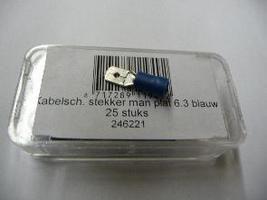 Kabelsch. stekker man plat 6.3 blauw
25 stuks
246221